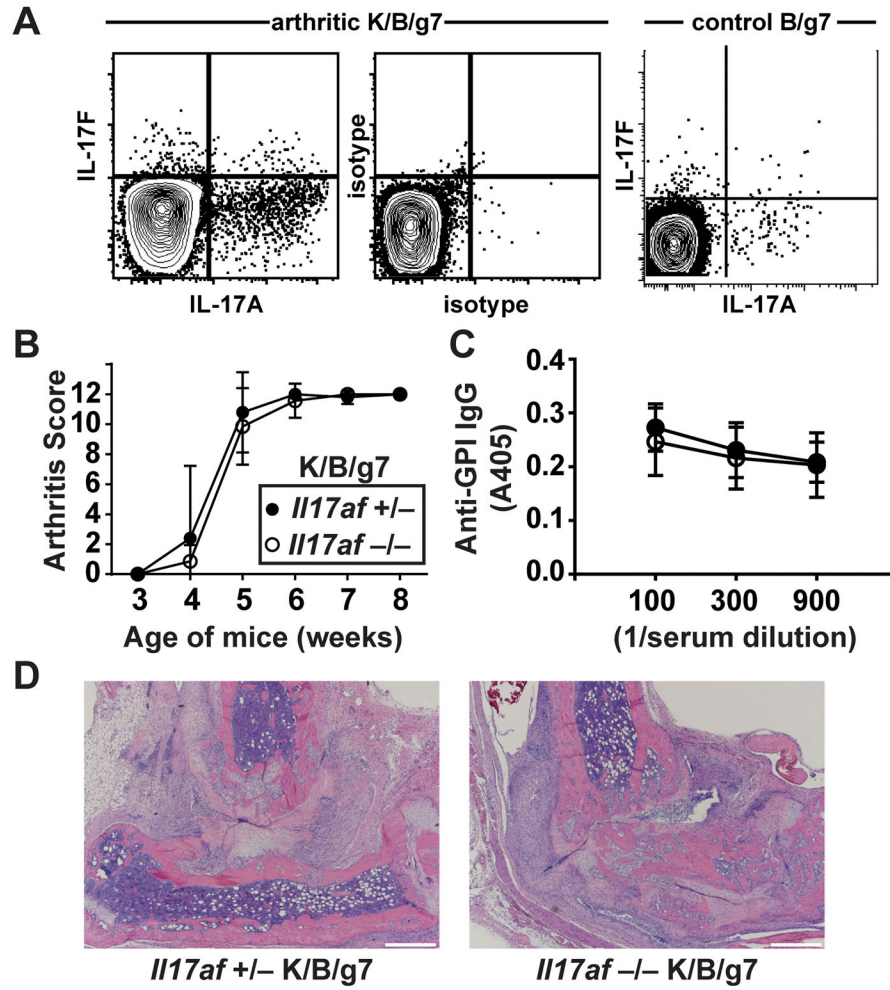 A
arthritic K/B/g7
control B/g7
IL-17F
IL-17A
isotype
isotype
IL-17F
IL-17A
B
Arthritis Score
12
10
8
6
4
2
0
3 4 5 6 7 8
Age of mice (weeks)
K/B/g7
Il17af +/–
Il17af –/–
C
Anti-GPI IgG
(A405)
0.4
0.3
0.2
0.1
0.0
100 300 900
(1/serum dilution)
D
Il17af +/– K/B/g7
Il17af –/– K/B/g7